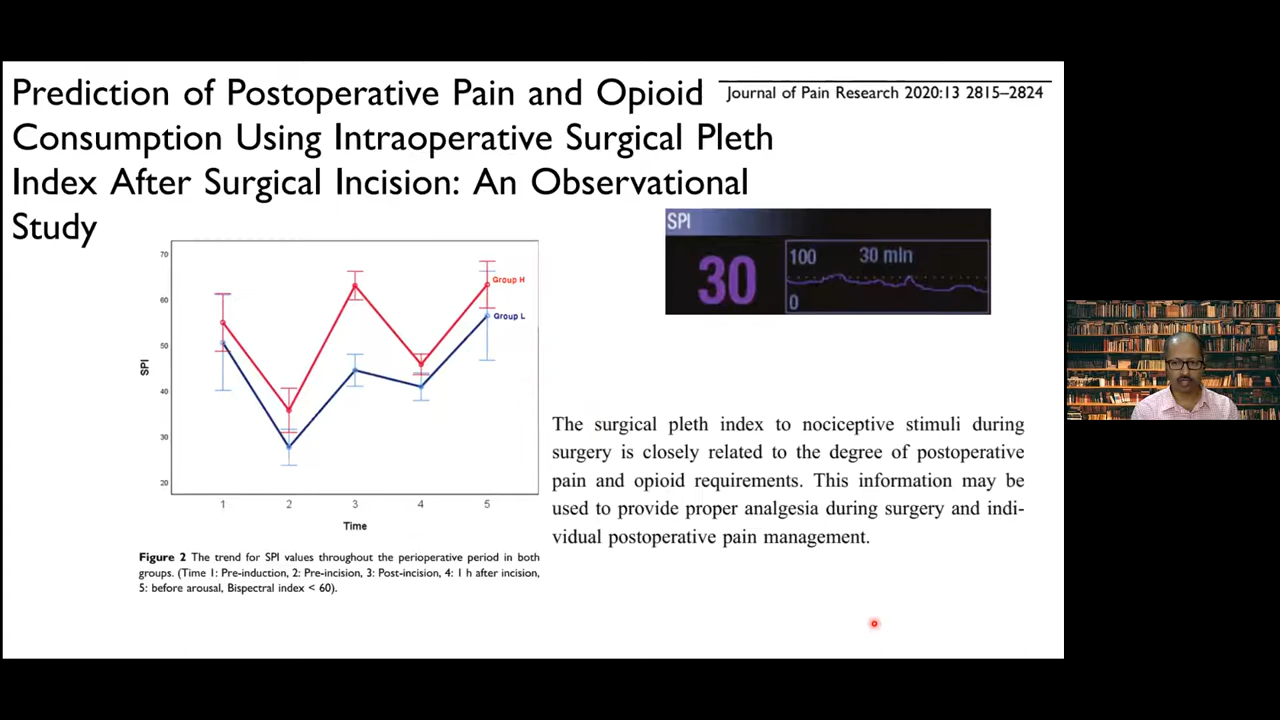 Prediction of Postoperative Pain and Opioid
Consumption Using Intraoperative Surgical Pleth
Index After Surgical Incision: An Observational
Study
Journal of Pain Research 2020:13 2815–2824
70
60
50
40
30
20
SPI
Group H
Group L
1 2 3 4 5
Time
Figure 2 The trend for SPI values throughout the perioperative period in both
groups. (Time 1: Pre-induction, 2: Pre-incision, 3: Post-incision, 4: 1 h after incision,
5: before arousal, Bispectral index < 60).
SPI
30
100 30 min
0
The surgical pleth index to nociceptive stimuli during
surgery is closely related to the degree of postoperative
pain and opioid requirements. This information may be
used to provide proper analgesia during surgery and indi-
vidual postoperative pain management.